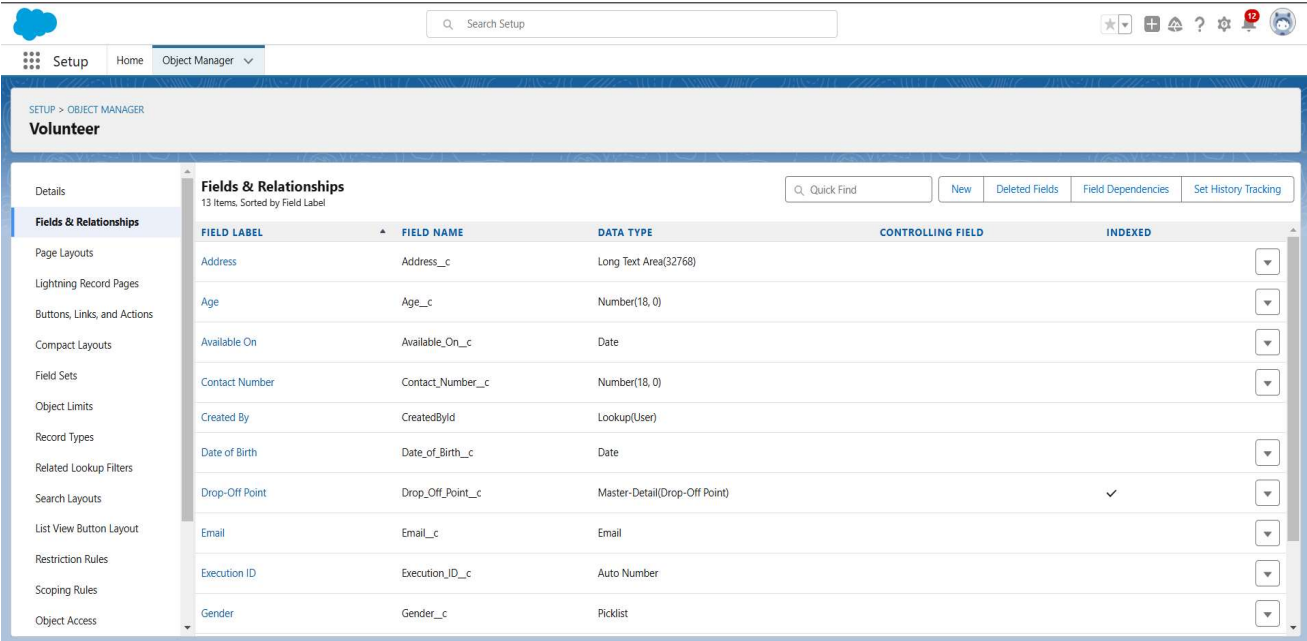 Search Setup
12
Setup Home Object Manager
SETUP > OBJECT MANAGER
Volunteer
Details
Fields & Relationships
Page Layouts
Lightning Record Pages
Buttons, Links, and Actions
Compact Layouts
Field Sets
Object Limits
Record Types
Related Lookup Filters
Search Layouts
List View Button Layout
Restriction Rules
Scoping Rules
Object Access
Fields & Relationships
13 Items. Sorted by Field Label
Quick Find New Deleted Fields Field Dependencies Set History Tracking
FIELD LABEL FIELD NAME DATA TYPE CONTROLLING FIELD INDEXED
Address Address__c Long Text Area(32768)
Age Age__c Number(18, 0)
Available On Available_On__c Date
Contact Number Contact_Number__c Number(18, 0)
Created By CreatedById Lookup(User)
Date of Birth Date_of_Birth__c Date
Drop-Off Point Drop_Off_Point__c Master-Detail(Drop-Off Point)
Email Email__c Email
Execution ID Execution_ID__c Auto Number
Gender Gender__c Picklist